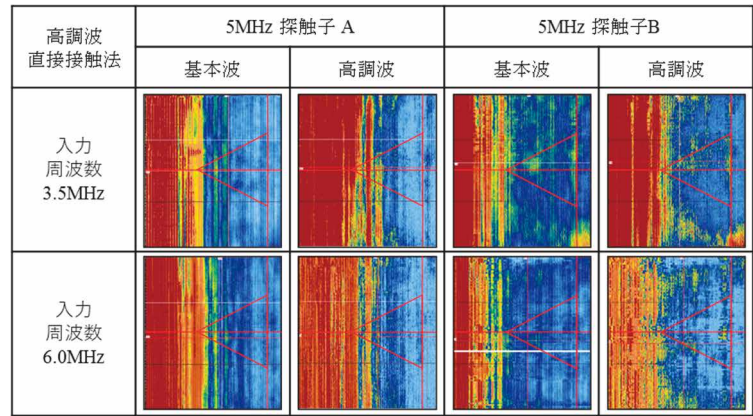 高調波
直接接触法
5MHz 探触子 A
5MHz 探触子B
基本波
高調波
基本波
高調波
入力
周波数
3.5MHz
入力
周波数
6.0MHz